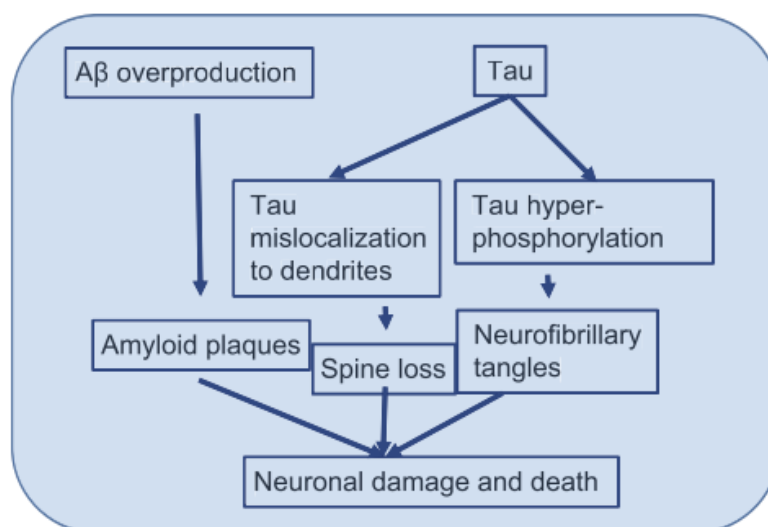 Aβ overproduction
Tau
Tau
mislocalization
to dendrites
Tau hyper-
phosphorylation
Amyloid plaques
Spine loss
Neurofibrillary
tangles
Neuronal damage and death